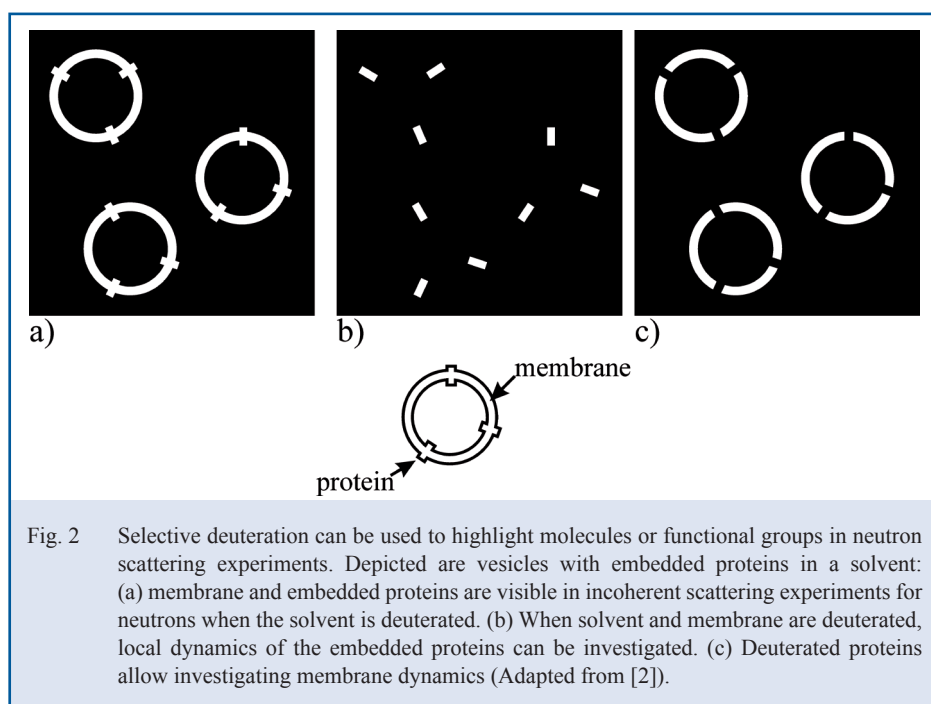 a)
b)
c)
membrane
protein
Fig. 2 Selective deuteration can be used to highlight molecules or functional groups in neutron
scattering experiments. Depicted are vesicles with embedded proteins in a solvent:
(a) membrane and embedded proteins are visible in incoherent scattering experiments for
neutrons when the solvent is deuterated. (b) When solvent and membrane are deuterated,
local dynamics of the embedded proteins can be investigated. (c) Deuterated proteins
allow investigating membrane dynamics (Adapted from [2]).